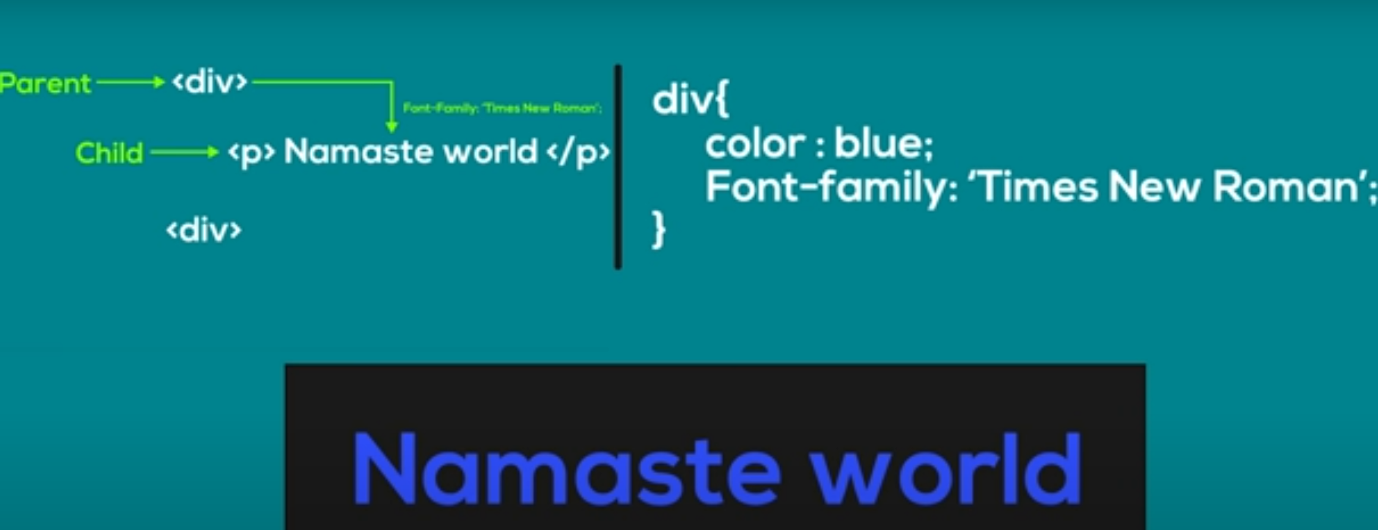 Parent <div>
Font-Family: 'Times New Roman';
Child <p> Namaste world </p>
<div>
div{
color : blue;
Font-family: 'Times New Roman';
}
Namaste world